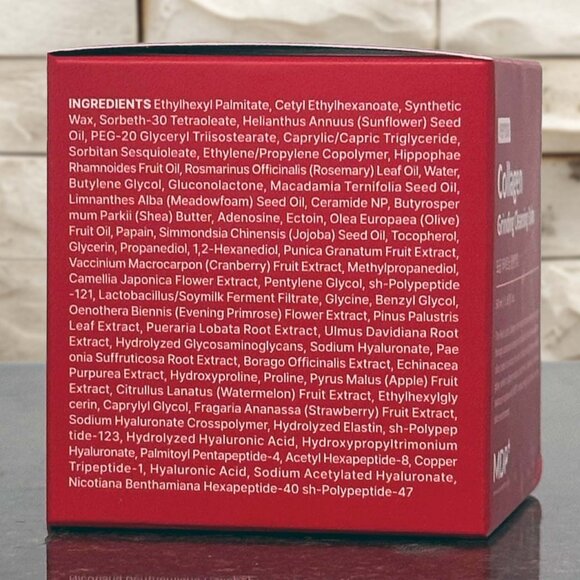 INGREDIENTS Ethylhexyl Palmitate, Cetyl Ethylhexanoate, Synthetic
Wax, Sorbeth-30 Tetraoleate, Helianthus Annuus (Sunflower) Seed
Oil, PEG-20 Glyceryl Triisostearate, Caprylic/Capric Triglyceride,
Sorbitan Sesquioleate, Ethylene/Propylene Copolymer, Hippophae
Rhamnoides Fruit Oil, Rosmarinus Officinalis (Rosemary) Leaf Oil, Water,
Butylene Glycol, Gluconolactone, Macadamia Ternifolia Seed Oil,
Limnanthes Alba (Meadowfoam) Seed Oil, Ceramide NP, Butyrosper
mum Parkii (Shea) Butter, Adenosine, Ectoin, Olea Europaea (Olive)
Fruit Oil, Papain, Simmondsia Chinensis (Jojoba) Seed Oil, Tocopherol,
Glycerin, Propanediol, 1,2-Hexanediol, Punica Granatum Fruit Extract,
Vaccinium Macrocarpon (Cranberry) Fruit Extract, Methylpropanediol,
Camellia Japonica Flower Extract, Pentylene Glycol, sh-Polypeptide
-121, Lactobacillus/Soymilk Ferment Filtrate, Glycine, Benzyl Glycol,
Oenothera Biennis (Evening Primrose) Flower Extract, Pinus Palustris
Leaf Extract, Pueraria Lobata Root Extract, Ulmus Davidiana Root
Extract, Hydrolyzed Glycosaminoglycans, Sodium Hyaluronate, Pae
onia Suffruticosa Root Extract, Borago Officinalis Extract, Echinacea
Purpurea Extract, Hydroxyproline, Proline, Pyrus Malus (Apple) Fruit
Extract, Citrullus Lanatus (Watermelon) Fruit Extract, Ethylhexylgly
cerin, Caprylyl Glycol, Fragaria Ananassa (Strawberry) Fruit Extract,
Sodium Hyaluronate Crosspolymer, Hydrolyzed Elastin, sh-Polypep
tide-123, Hydrolyzed Hyaluronic Acid, Hydroxypropyltrimonium
Hyaluronate, Palmitoyl Pentapeptide-4, Acetyl Hexapeptide-8, Copper
Tripeptide-1, Hyaluronic Acid, Sodium Acetylated Hyaluronate,
Nicotiana Benthamiana Hexapeptide-40 sh-Polypeptide-47
Collagen
Grinding Cleansing Balm